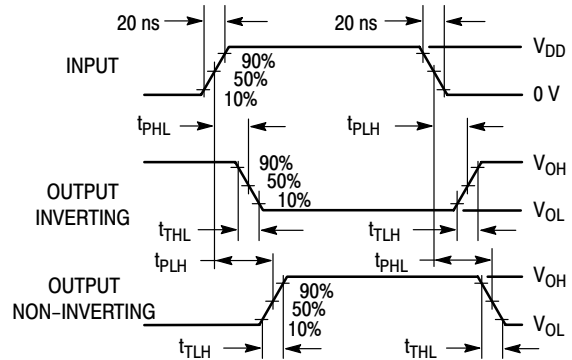 20 ns
20 ns
INPUT
90%
50%
10%
V_DD
0 V
t_PHL
t_PLH
OUTPUT
INVERTING
90%
50%
10%
V_OH
V_OL
t_THL
t_TLH
t_PLH
t_PHL
OUTPUT
NON–INVERTING
90%
50%
10%
V_OH
V_OL
t_TLH
t_THL